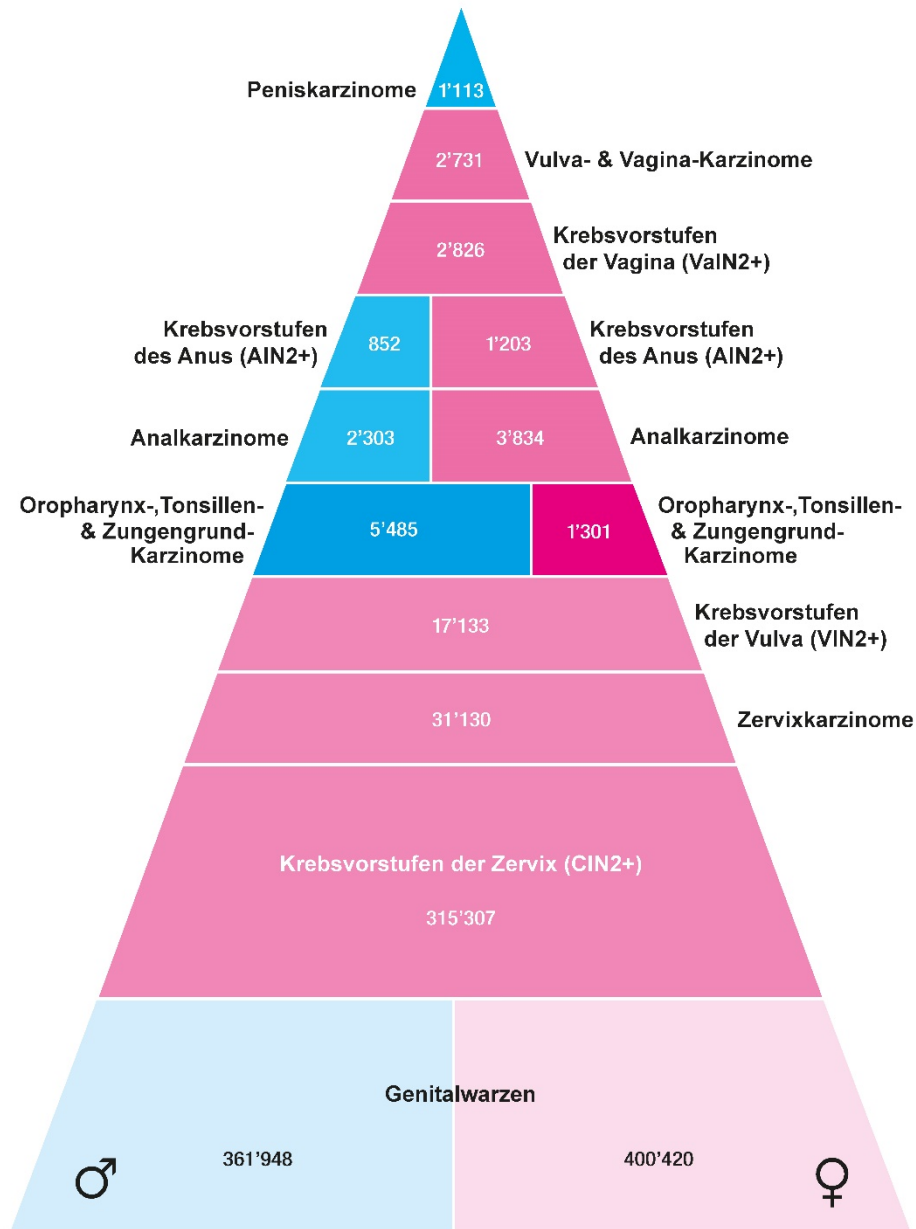 Peniskarzinome
1’113
2’731
Vulva- & Vagina-Karzinome
2’826
Krebsvorstufen
der Vagina (VaIN2+)
Krebsvorstufen
des Anus (AIN2+)
852
1’203
Krebsvorstufen
des Anus (AIN2+)
Analkarzinome
2’303
3’834
Analkarzinome
Oropharynx-,Tonsillen-
& Zungengrund-
Karzinome
5’485
1’301
Oropharynx-,Tonsillen-
& Zungengrund-
Karzinome
17’133
Krebsvorstufen
der Vulva (VIN2+)
31’130
Zervixkarzinome
Krebsvorstufen der Zervix (CIN2+)
315’307
Genitalwarzen
361’948
400’420
♂
♀